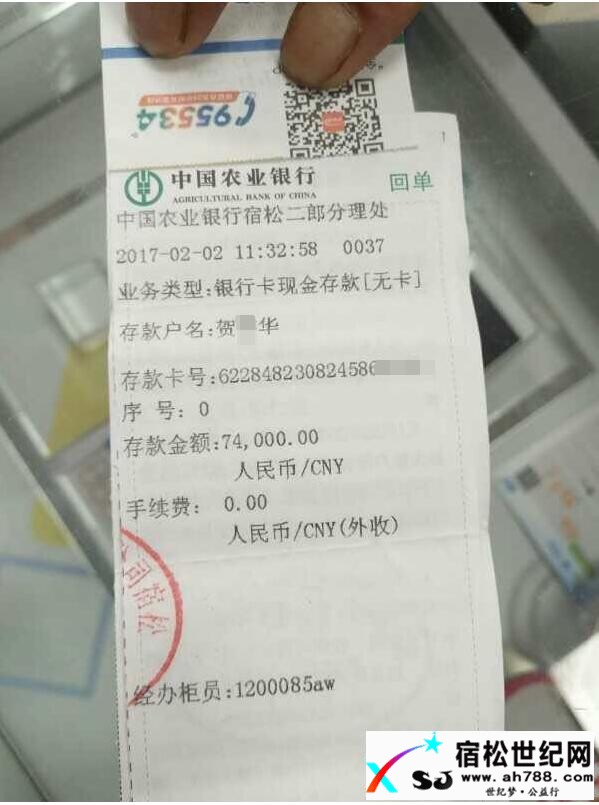 95534
中国农业银行
AGRICULTURAL BANK OF CHINA
回单
中国农业银行宿松二郎分理处
2017-02-02 11:32:58 0037
业务类型:银行卡现金存款[无卡]
存款户名:贺 华
存款卡号:622848230824586
序 号: 0
存款金额:74,000.00
人民币/CNY
手续费: 0.00
人民币/CNY(外收)
公司宿松
经办柜员:1200085aw
XSJ
宿松世纪网
www.ah788.com
世纪梦·公益行